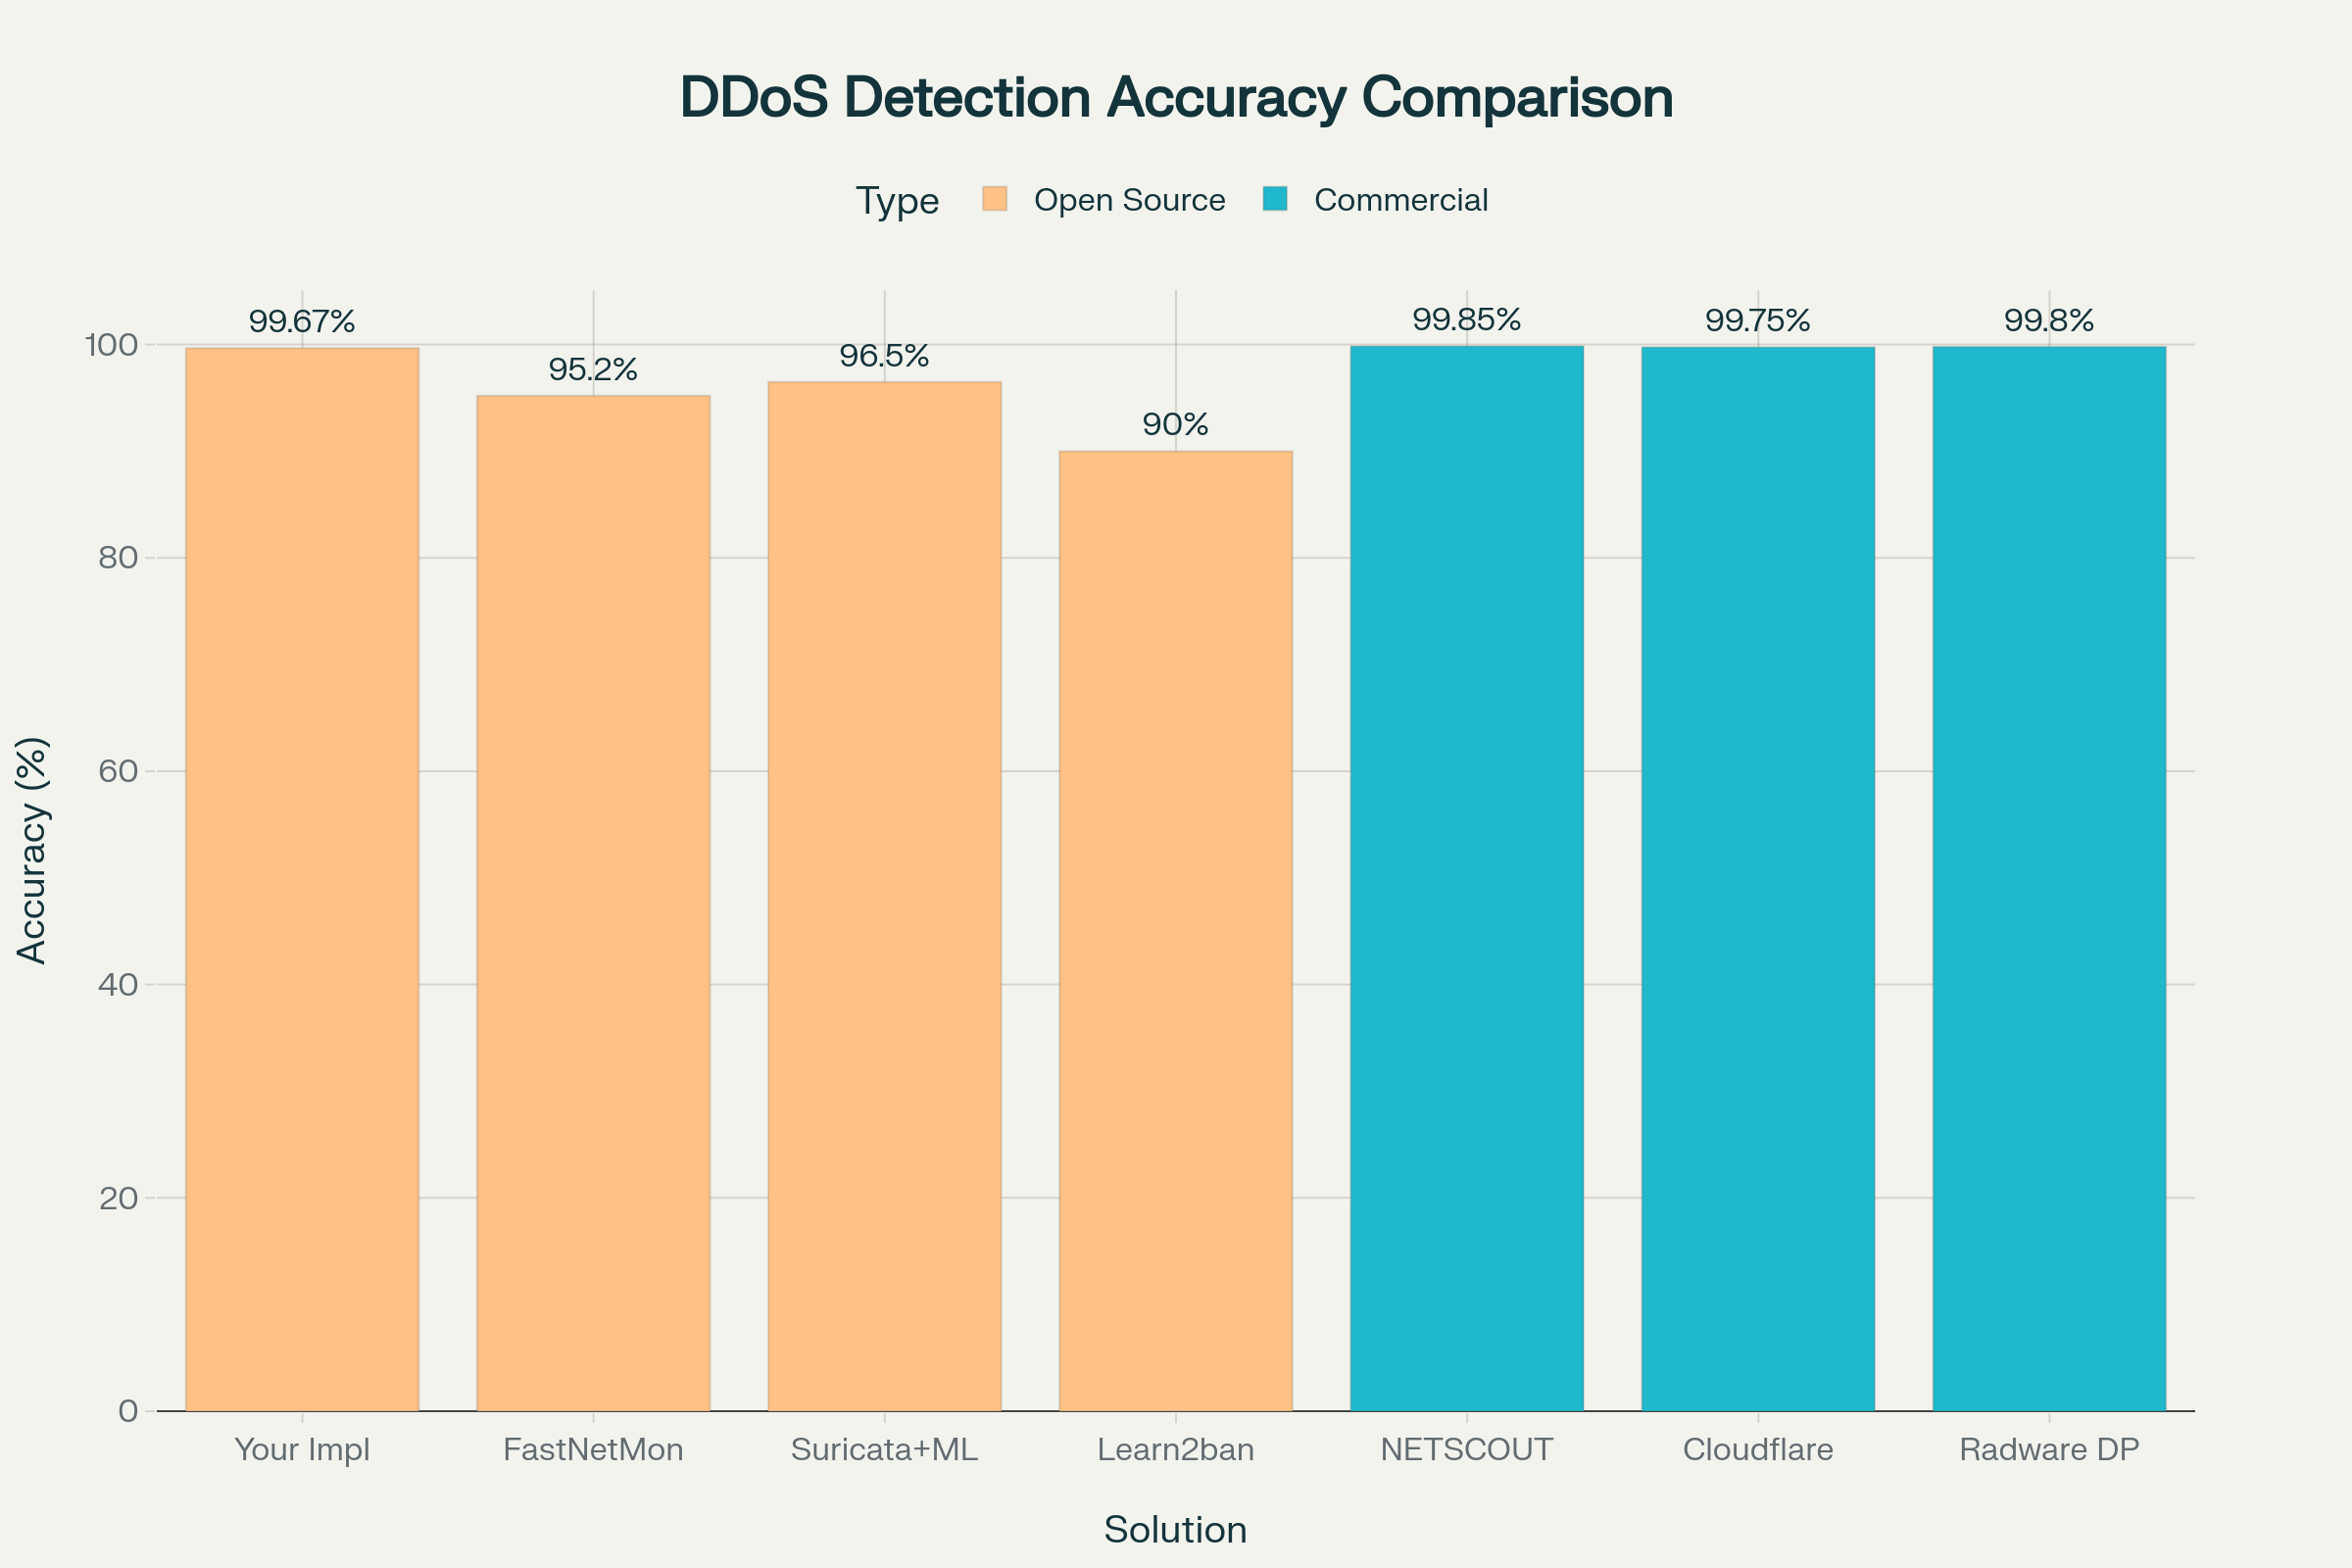 DDoS Detection Accuracy Comparison
Type Open Source Commercial
99.67% 95.2% 96.5% 90% 99.85% 99.75% 99.8%
Accuracy (%)
100
80
60
40
20
0
Your Impl FastNetMon Suricata+ML Learn2ban NETSCOUT Cloudflare Radware DP
Solution